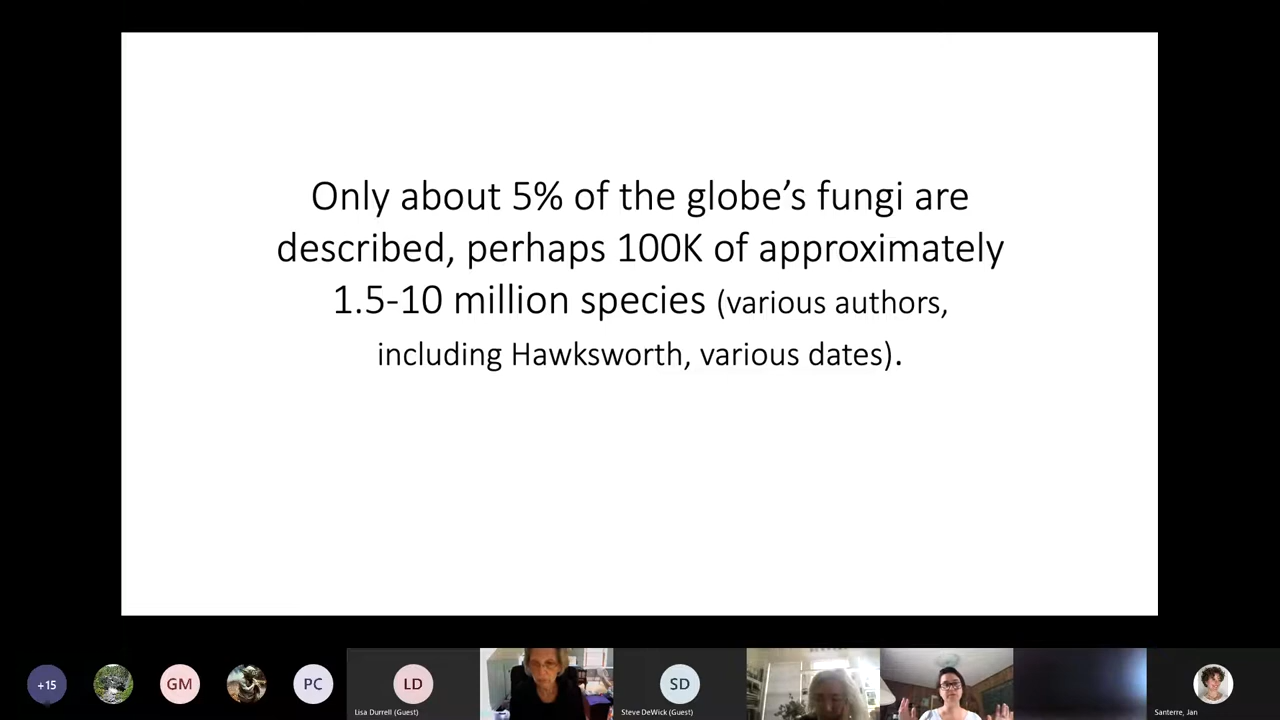 Only about 5% of the globe’s fungi are
described, perhaps 100K of approximately
1.5-10 million species (various authors,
including Hawksworth, various dates).
+15
GM
PC
LD
SD
Lisa Durrell (Guest)
Steve DeWick (Guest)
Santerre, Jan